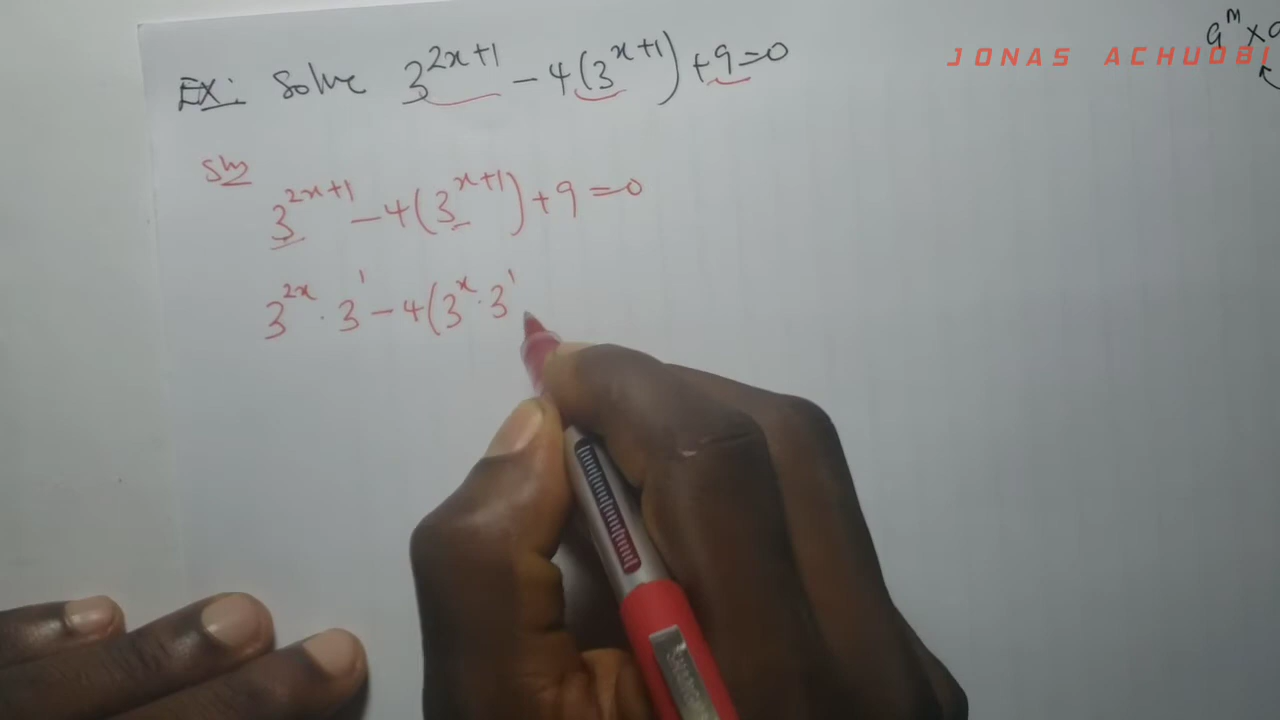 EX: Solve 3^{2x+1} - 4(3^{x+1}) + 9 = 0
a^m ×
JONAS ACHUOBI
Sln
3^{2x+1} - 4(3^{x+1}) + 9 = 0
3^{2x} · 3^1 - 4(3^x · 3^1